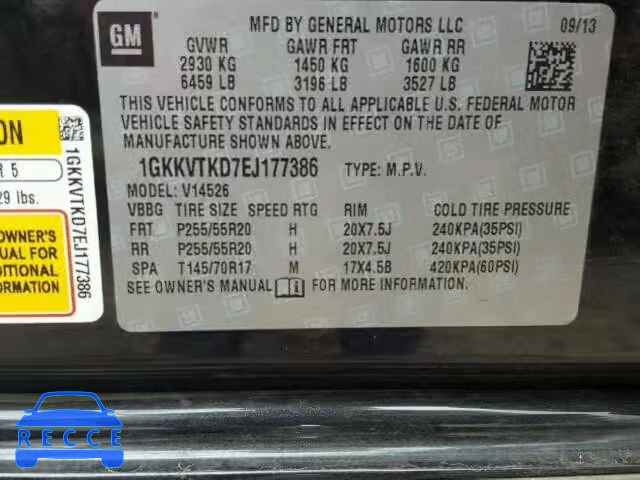 GM
MFD BY GENERAL MOTORS LLC 09/13
GVWR GAWR FRT GAWR RR
2930 KG 1450 KG 1600 KG
6459 LB 3196 LB 3527 LB
THIS VEHICLE CONFORMS TO ALL APPLICABLE U.S. FEDERAL MOTOR
VEHICLE SAFETY STANDARDS IN EFFECT ON THE DATE OF
MANUFACTURE SHOWN ABOVE.
1GKKVTKD7EJ177386 TYPE: M.P.V.
MODEL: V14526
VBBG TIRE SIZE SPEED RTG RIM COLD TIRE PRESSURE
FRT P255/55R20 H 20X7.5J 240KPA(35PSI)
RR P255/55R20 H 20X7.5J 240KPA(35PSI)
SPA T145/70R17 M 17X4.5B 420KPA(60PSI)
SEE OWNER'S MANUAL FOR MORE INFORMATION.
ON
R 5
29 lbs.
OWNER'S
NUAL FOR
DITIONAL
ORMATION
1GKKVTKD7EJ177386
RECCE